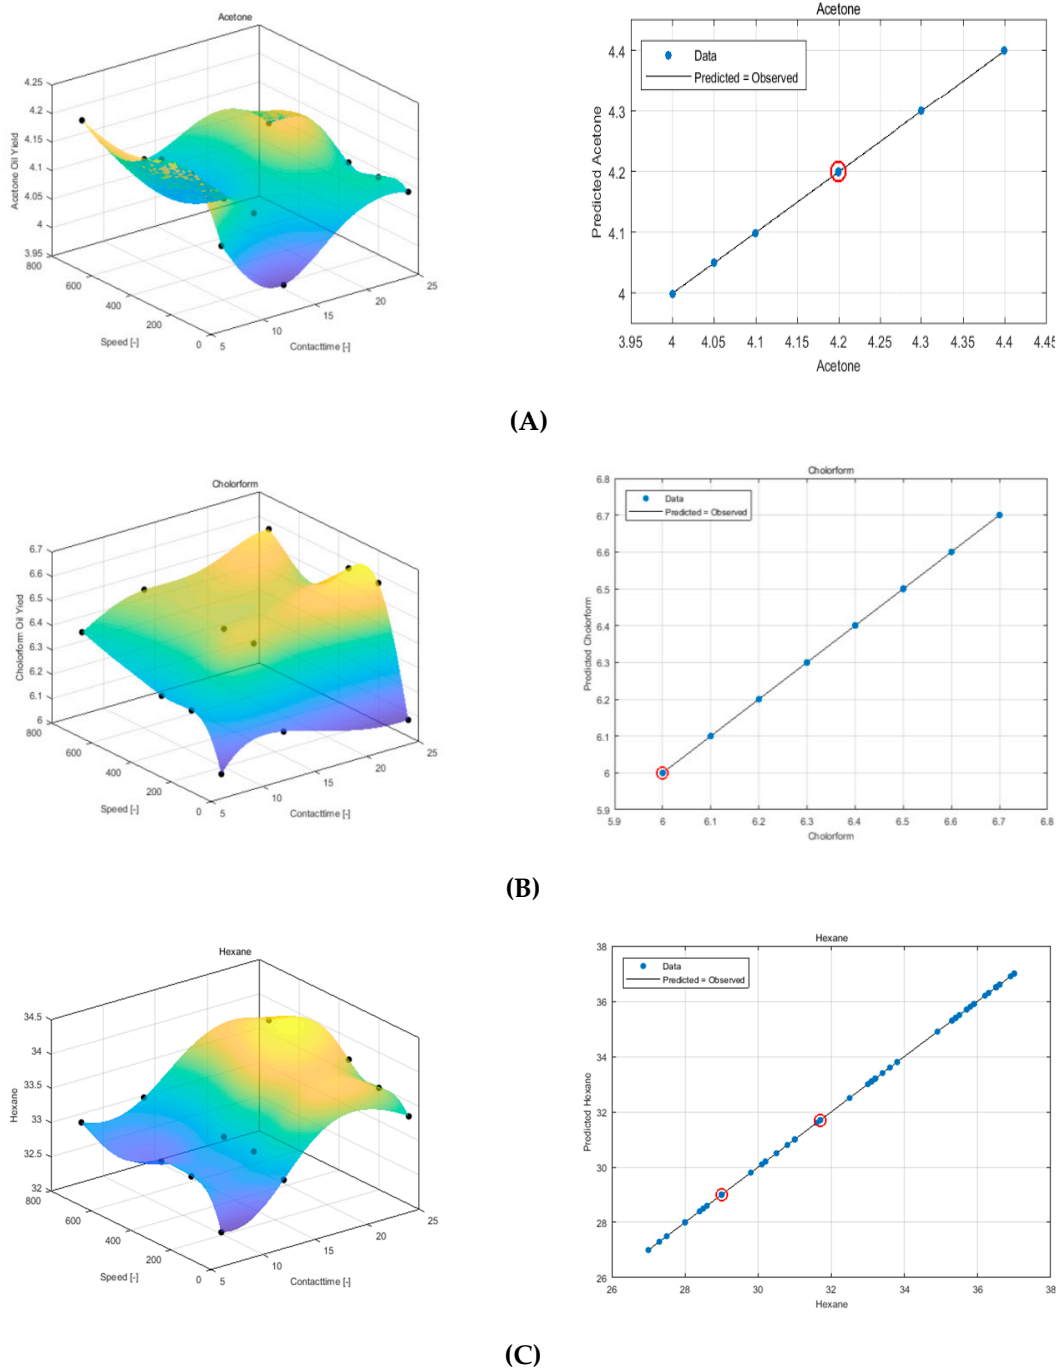 Acetone
4.25
4.2
4.15
4.1
4.05
4
3.95
Acetone Oil Yield
800
600
400
200
0
Speed [-]
5
10
15
20
25
Contacttime [-]
Acetone
Data
Predicted = Observed
4.4
4.3
4.2
4.1
4
Predicted Acetone
3.95 4 4.05 4.1 4.15 4.2 4.25 4.3 4.35 4.4 4.45
Acetone
(A)
Cholorform
6.7
6.6
6.5
6.4
6.3
6.2
6.1
6
Cholorform Oil Yied
800
600
400
200
0
Speed [-]
5
10
15
20
25
Contacttime [-]
Cholorform
Data
Predicted = Observed
6.8
6.7
6.6
6.5
6.4
6.3
6.2
6.1
6
5.9
Predicted Cholorform
5.9 6 6.1 6.2 6.3 6.4 6.5 6.6 6.7 6.8
Cholorform
(B)
Hexane
34.5
34
33.5
33
32.5
32
Hexane
800
600
400
200
0
Speed [-]
5
10
15
20
25
Contacttime [-]
Hexane
Data
Predicted = Observed
38
36
34
32
30
28
26
Predicted Hexane
26 28 30 32 34 36 38
Hexane
(C)